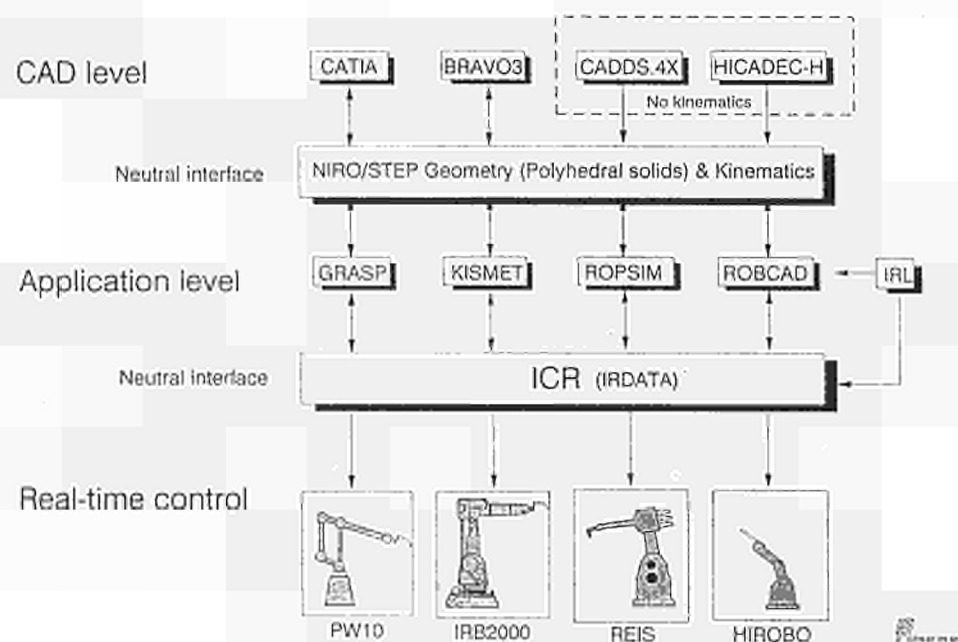 CAD level
CATIA
BRAVO3
CADDS.4X
HICADEC-H
No kinematics
Neutral interface
NIRO/STEP Geometry (Polyhedral solids) & Kinematics
Application level
GRASP
KISMET
ROPSIM
ROBCAD
IRL
Neutral interface
ICR (IRDATA)
Real-time control
PW10
IRB2000
REIS
HIROBO